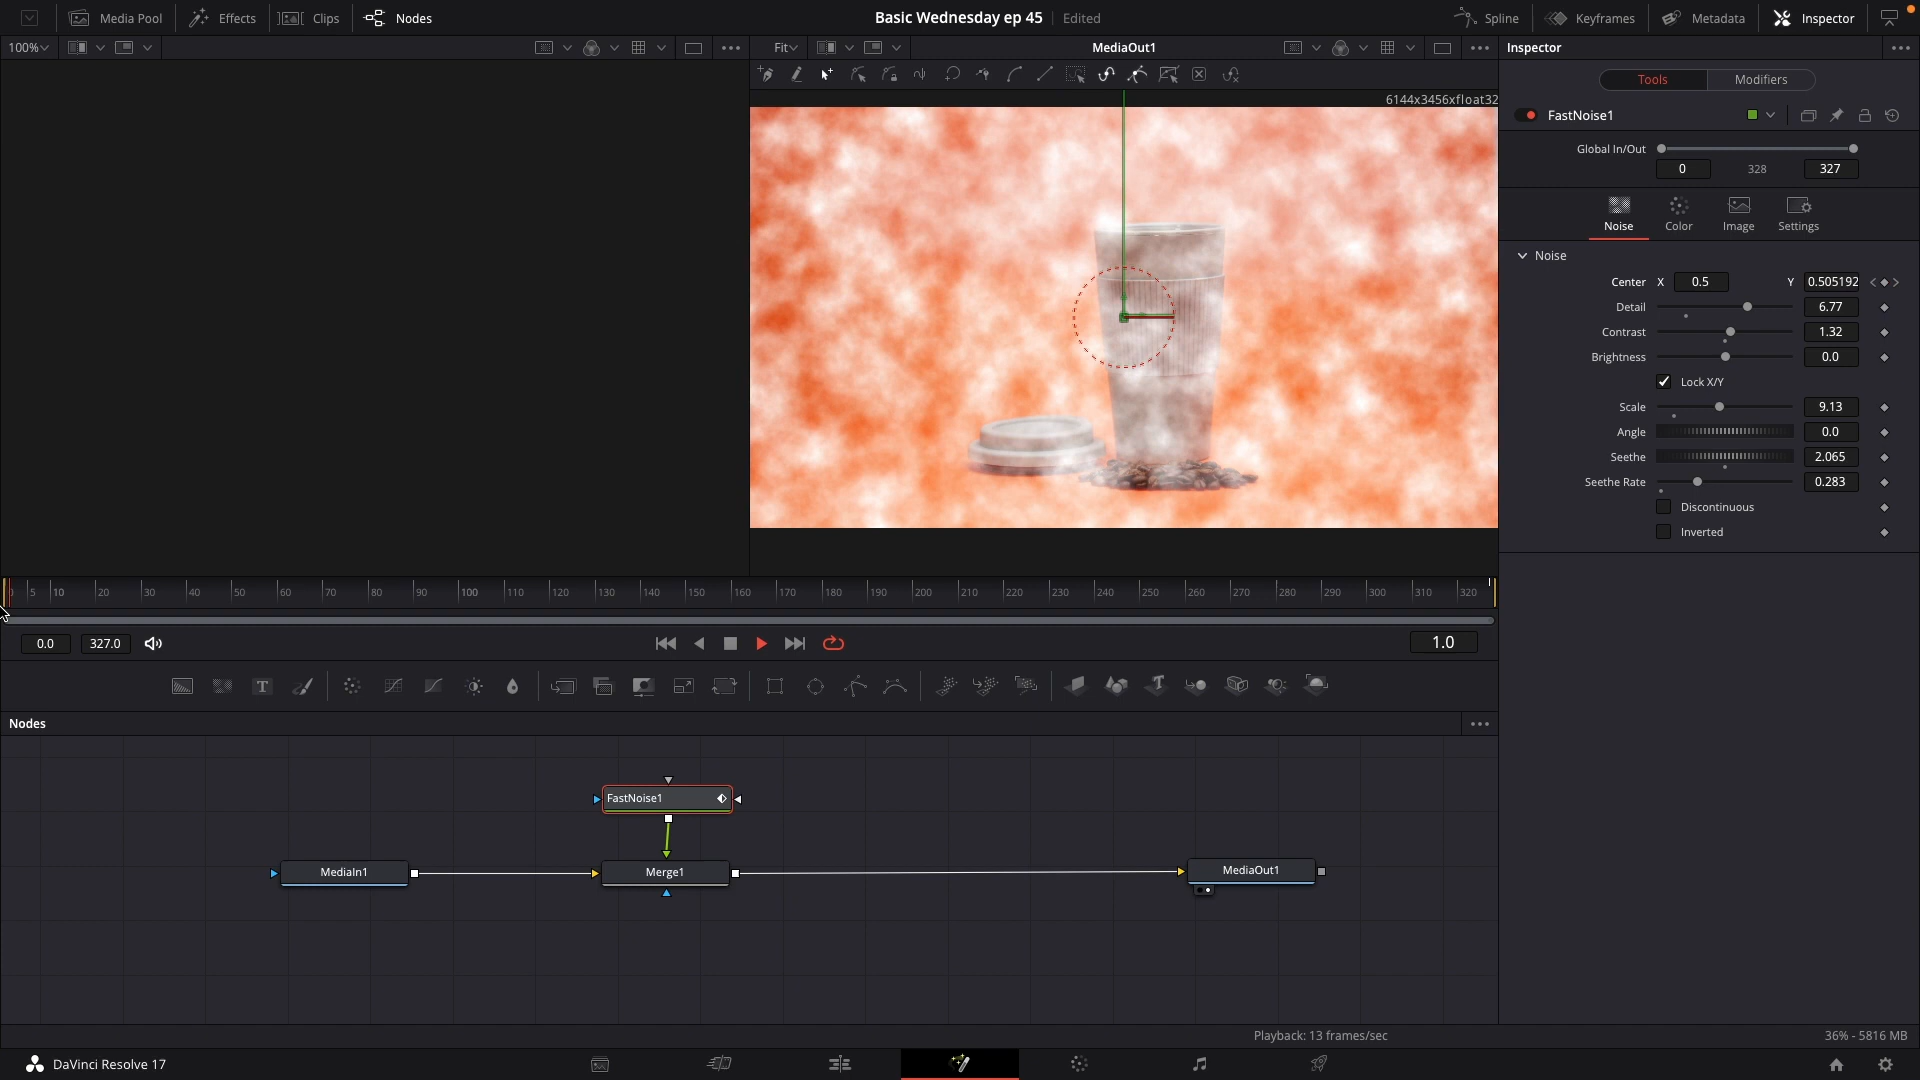 Media Pool
Effects
Clips
Nodes
Basic Wednesday ep 45
Edited
Spline
Keyframes
Metadata
Inspector
100%
Fit
MediaOut1
Inspector
6144x3456xfloat32
Tools
Modifiers
FastNoise1
Global In/Out
0
328
327
Noise
Color
Image
Settings
Noise
Center
X
0.5
Y
0.505192
Detail
6.77
Contrast
1.32
Brightness
0.0
Lock X/Y
Scale
9.13
Angle
0.0
Seethe
2.065
Seethe Rate
0.283
Discontinuous
Inverted
5
10
20
30
40
50
60
70
80
90
100
110
120
130
140
150
160
170
180
190
200
210
220
230
240
250
260
270
280
290
300
310
320
0.0
327.0
1.0
Nodes
FastNoise1
MediaIn1
Merge1
MediaOut1
Playback: 13 frames/sec
36% - 5816 MB
DaVinci Resolve 17